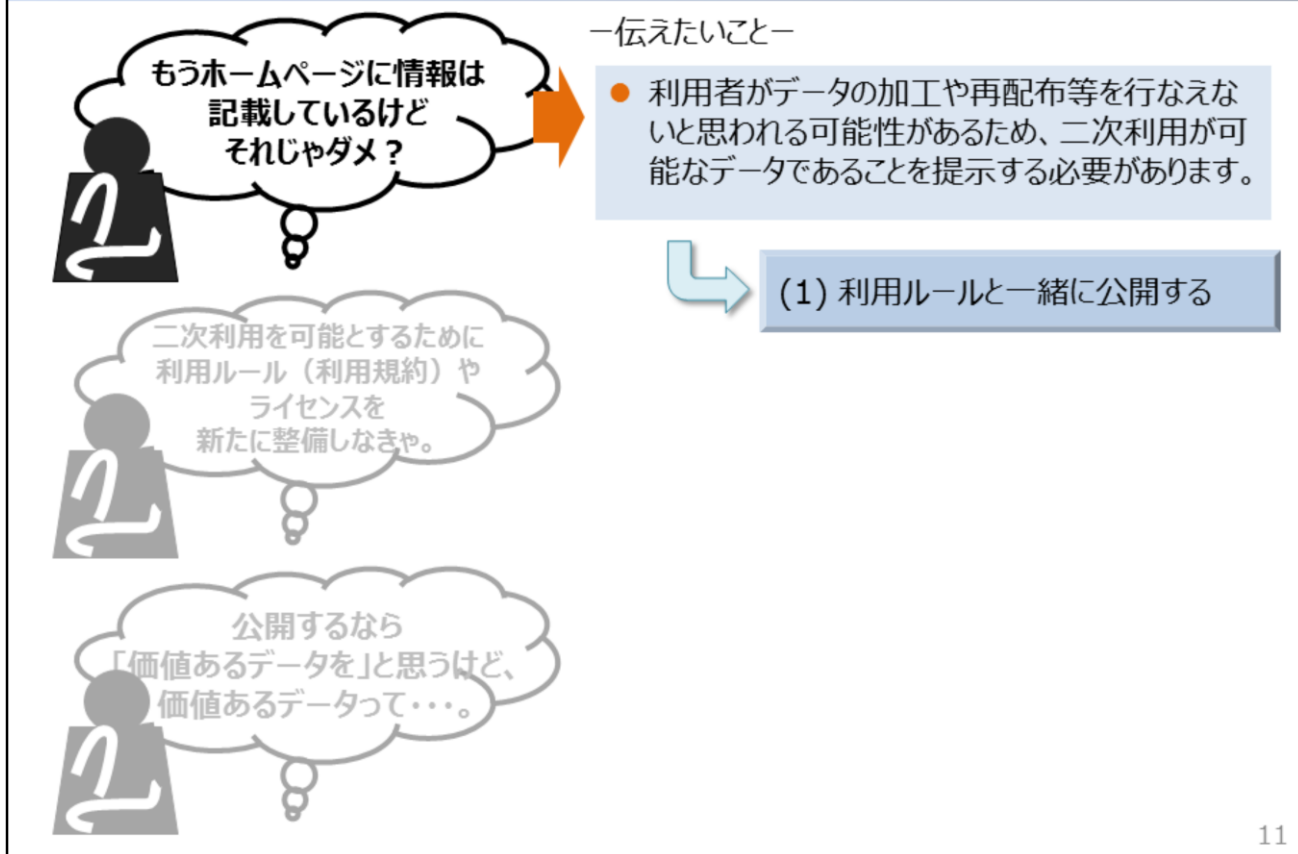 もうホームページに情報は
記載しているけど
それじゃダメ？
－伝えたいこと－
● 利用者がデータの加工や再配布等を行なえな
いと思われる可能性があるため、二次利用が可
能なデータであることを提示する必要があります。
(1) 利用ルールと一緒に公開する
二次利用を可能とするために
利用ルール（利用規約）や
ライセンスを
新たに整備しなきゃ。
公開するなら
「価値あるデータを」と思うけど、
価値あるデータって・・・。
11